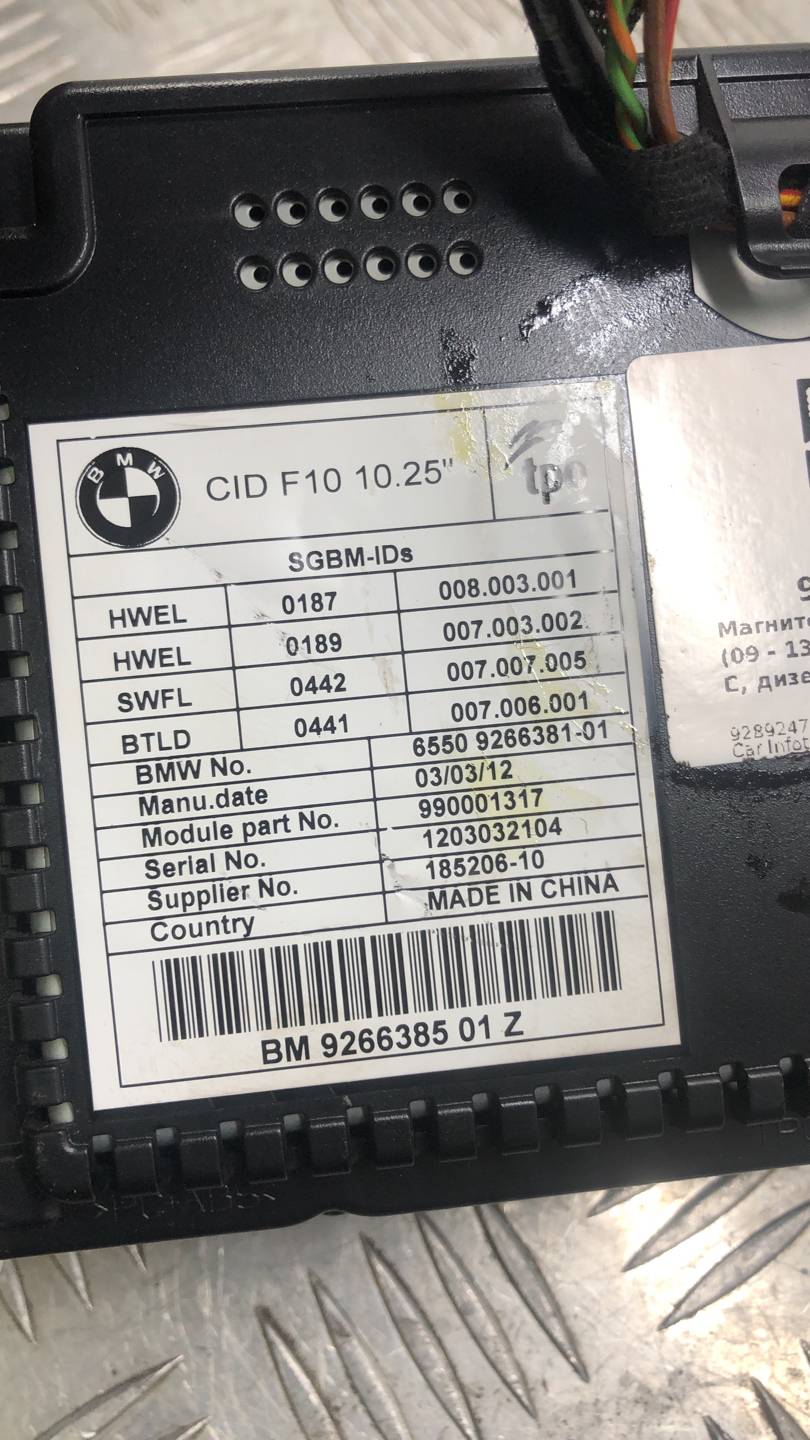 BMW
CID F10 10.25"
tpo
SGBM-IDs
HWEL 0187 008.003.001
HWEL 0189 007.003.002
SWFL 0442 007.007.005
BTLD 0441 007.006.001
BMW No. 6550 9266381-01
Manu.date 03/03/12
Module part No. 990001317
Serial No. 1203032104
Supplier No. 185206-10
Country MADE IN CHINA
BM 9266385 01 Z
9
(09 - 13
С, дизе
9289247
Car